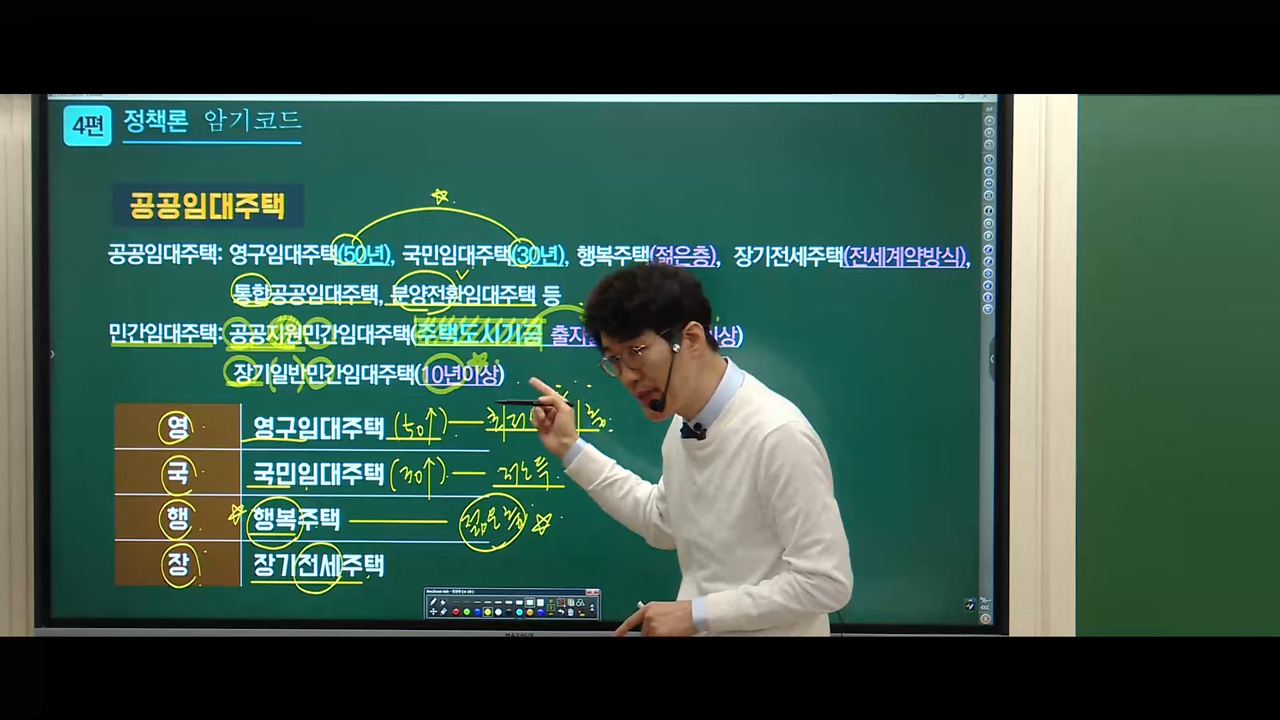 4편 정책론 암기코드
공공임대주택
공공임대주택: 영구임대주택(50년), 국민임대주택(30년), 행복주택(젊은층), 장기전세주택(전세계약방식),
통합공공임대주택, 분양전환임대주택 등
민간임대주택: 공공지원민간임대주택(주택도시기금 출자 이상)
장기일반민간임대주택(10년이상)
영 영구임대주택 (50↑)
국 국민임대주택 (30↑) 저소득
행 행복주택 젊은층
장 장기전세주택
MAXHUB